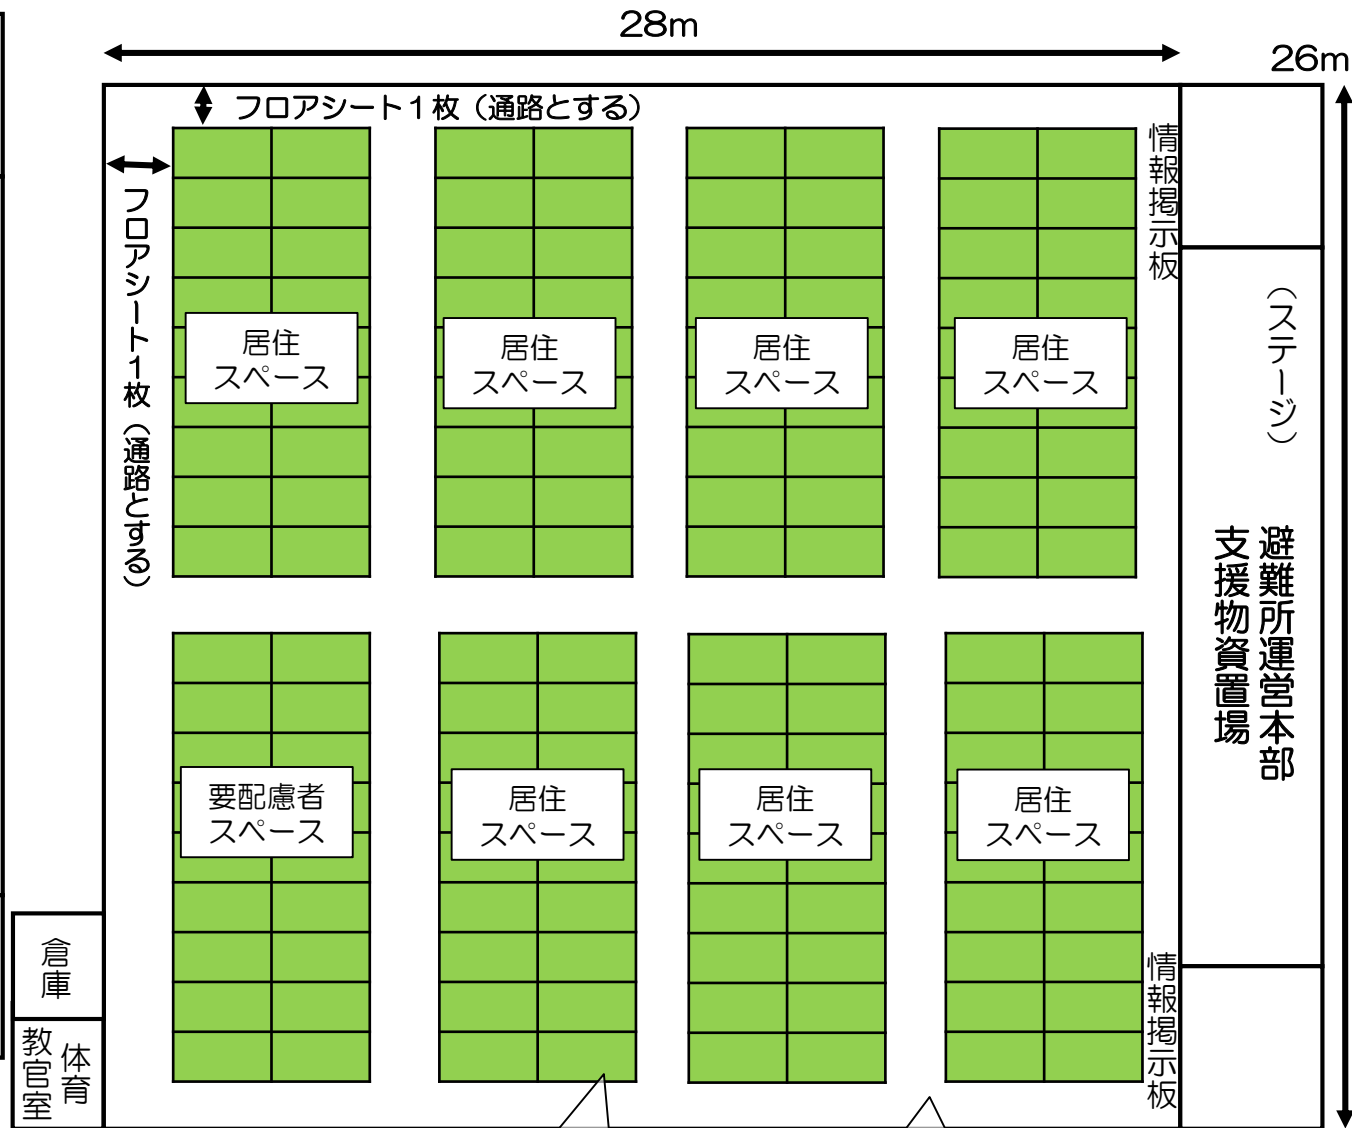 28m
26m
フロアシート1枚（通路とする）
フロアシート1枚（通路とする）
居住
スペース
居住
スペース
居住
スペース
居住
スペース
情報掲示板
（ステージ）
避難所運営本部
支援物資置場
要配慮者
スペース
居住
スペース
居住
スペース
居住
スペース
情報掲示板
倉庫
体育
教官室